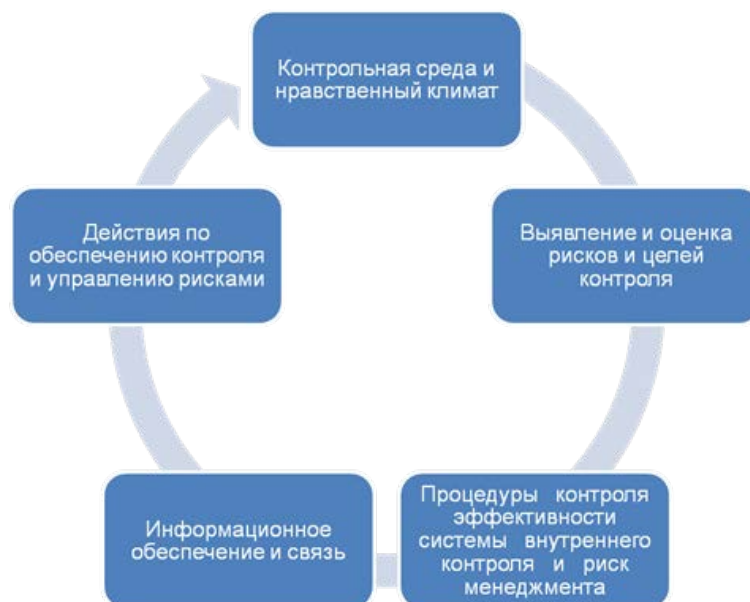 Контрольная среда и
нравственный климат
Выявление и оценка
рисков и целей
контроля
Процедуры контроля
эффективности
системы внутреннего
контроля и риск
менеджмента
Информационное
обеспечение и связь
Действия по
обеспечению контроля
и управлению рисками